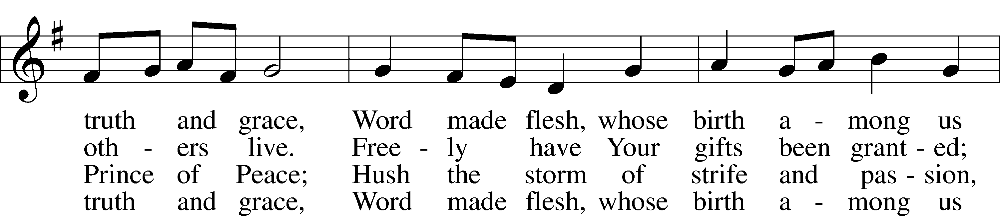 truth and grace, Word made flesh, whose birth a - mong us
oth - ers live. Free - ly have Your gifts been grant - ed;
Prince of Peace; Hush the storm of strife and pas - sion,
truth and grace, Word made flesh, whose birth a - mong us